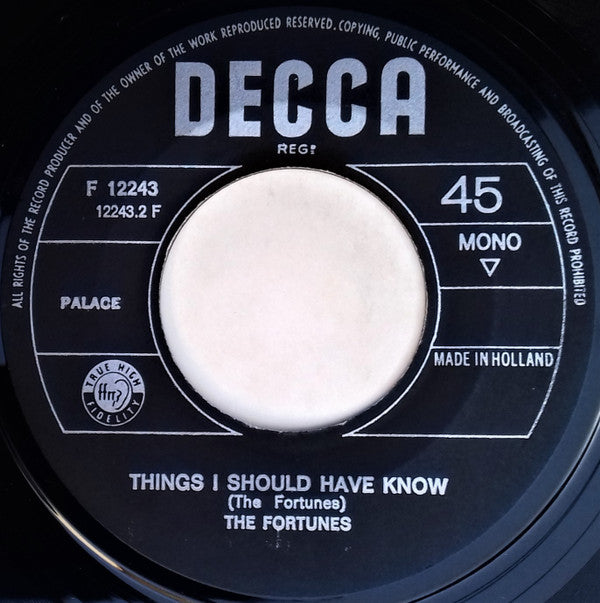 ALL RIGHTS OF THE RECORD PRODUCER AND OF THE OWNER OF THE WORK REPRODUCED RESERVED. COPYING, PUBLIC PERFORMANCE AND BROADCASTING OF THIS RECORD PROHIBITED
DECCA
REGD
F 12243
12243.2 F
45
MONO
PALACE
MADE IN HOLLAND
TRUE HIGH
ffrr
FIDELITY
THINGS I SHOULD HAVE KNOW
(The Fortunes)
THE FORTUNES